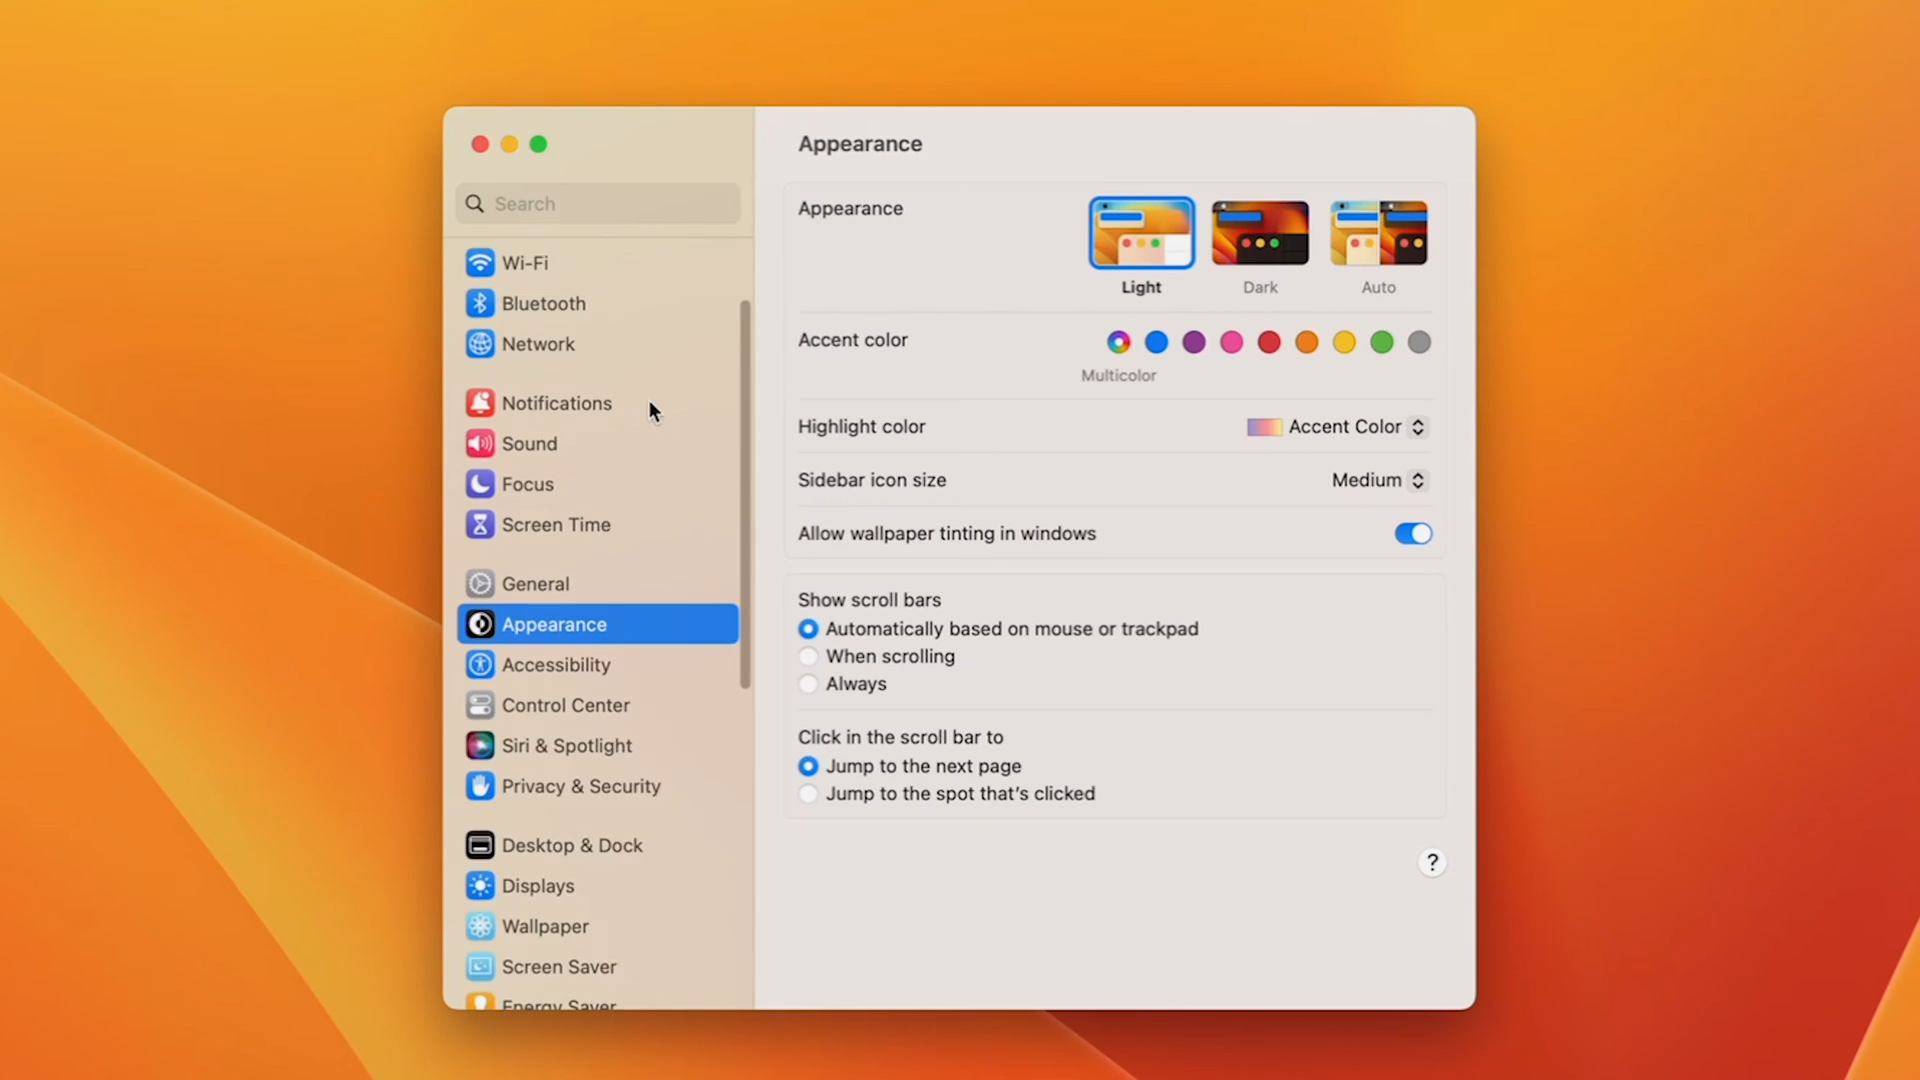 Search
Wi-Fi
Bluetooth
Network
Notifications
Sound
Focus
Screen Time
General
Appearance
Accessibility
Control Center
Siri & Spotlight
Privacy & Security
Desktop & Dock
Displays
Wallpaper
Screen Saver
Energy Saver
Appearance
Appearance
Light
Dark
Auto
Accent color
Multicolor
Highlight color
Accent Color
Sidebar icon size
Medium
Allow wallpaper tinting in windows
Show scroll bars
Automatically based on mouse or trackpad
When scrolling
Always
Click in the scroll bar to
Jump to the next page
Jump to the spot that's clicked
?